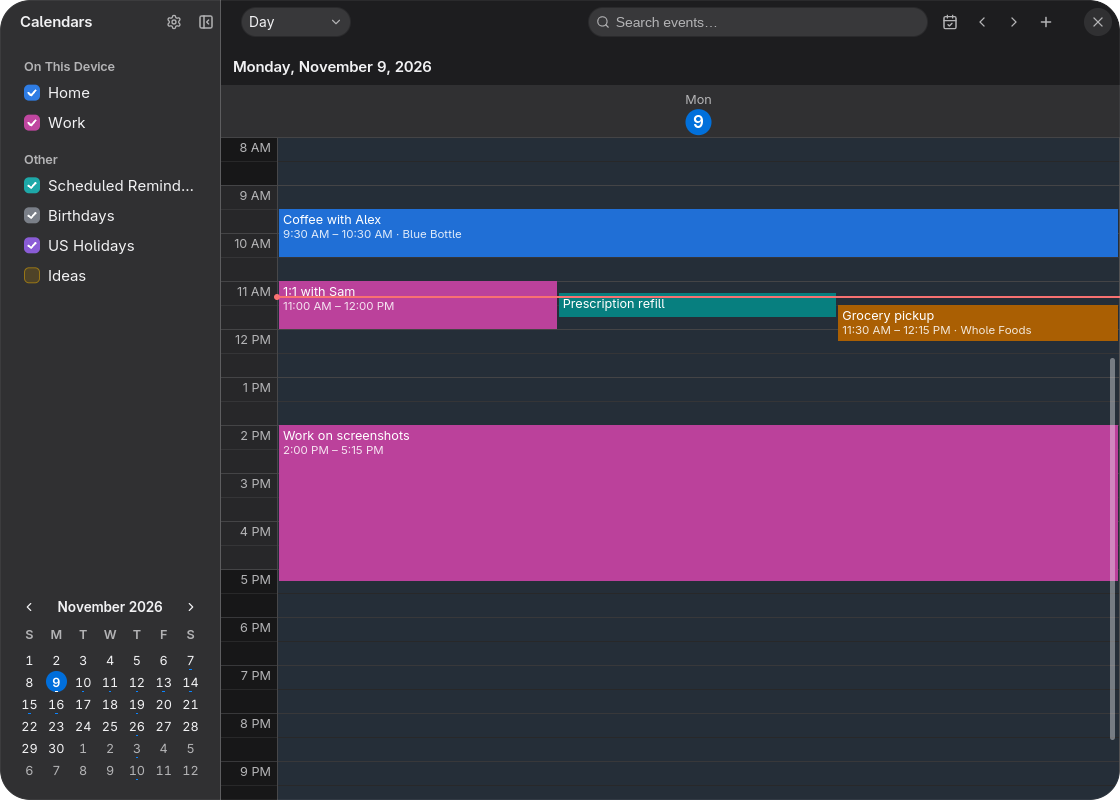 Calendars
Day
Search events…
Monday, November 9, 2026
On This Device
Home
Work
Other
Scheduled Remind…
Birthdays
US Holidays
Ideas
Mon
9
8 AM
9 AM
Coffee with Alex
9:30 AM – 10:30 AM · Blue Bottle
10 AM
11 AM
1:1 with Sam
11:00 AM – 12:00 PM
Prescription refill
Grocery pickup
11:30 AM – 12:15 PM · Whole Foods
12 PM
1 PM
2 PM
Work on screenshots
2:00 PM – 5:15 PM
3 PM
4 PM
5 PM
6 PM
7 PM
8 PM
9 PM
November 2026
S M T W T F S
1 2 3 4 5 6 7
8 9 10 11 12 13 14
15 16 17 18 19 20 21
22 23 24 25 26 27 28
29 30 1 2 3 4 5
6 7 8 9 10 11 12